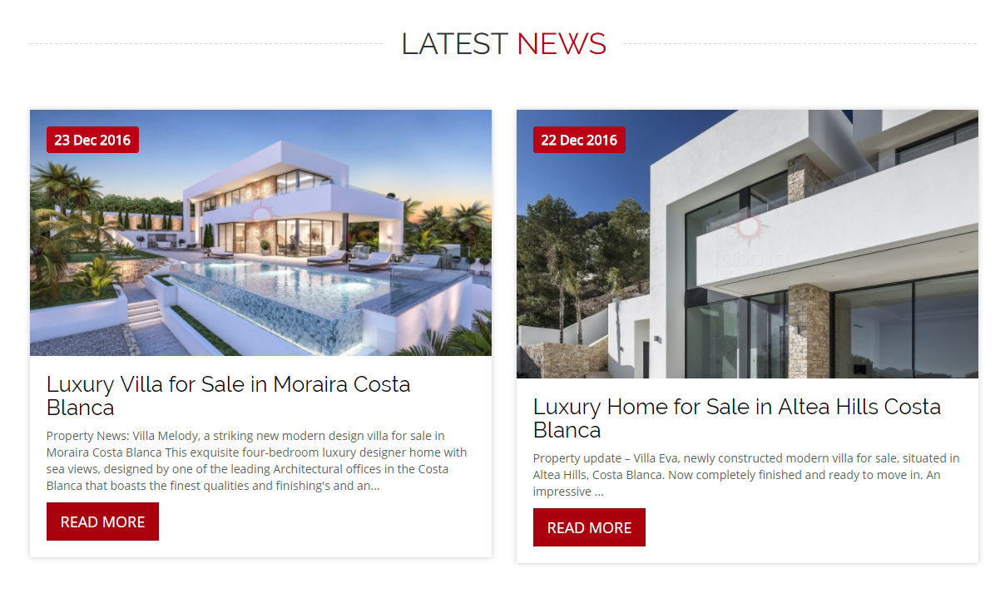 LATEST NEWS
23 Dec 2016
Luxury Villa for Sale in Moraira Costa
Blanca
Property News: Villa Melody, a striking new modern design villa for sale in
Moraira Costa Blanca This exquisite four-bedroom luxury designer home with
sea views, designed by one of the leading Architectural offices in the Costa
Blanca that boasts the finest qualities and finishing's and an...
READ MORE
22 Dec 2016
Luxury Home for Sale in Altea Hills Costa
Blanca
Property update – Villa Eva, newly constructed modern villa for sale, situated in
Altea Hills, Costa Blanca. Now completely finished and ready to move in. An
impressive ...
READ MORE